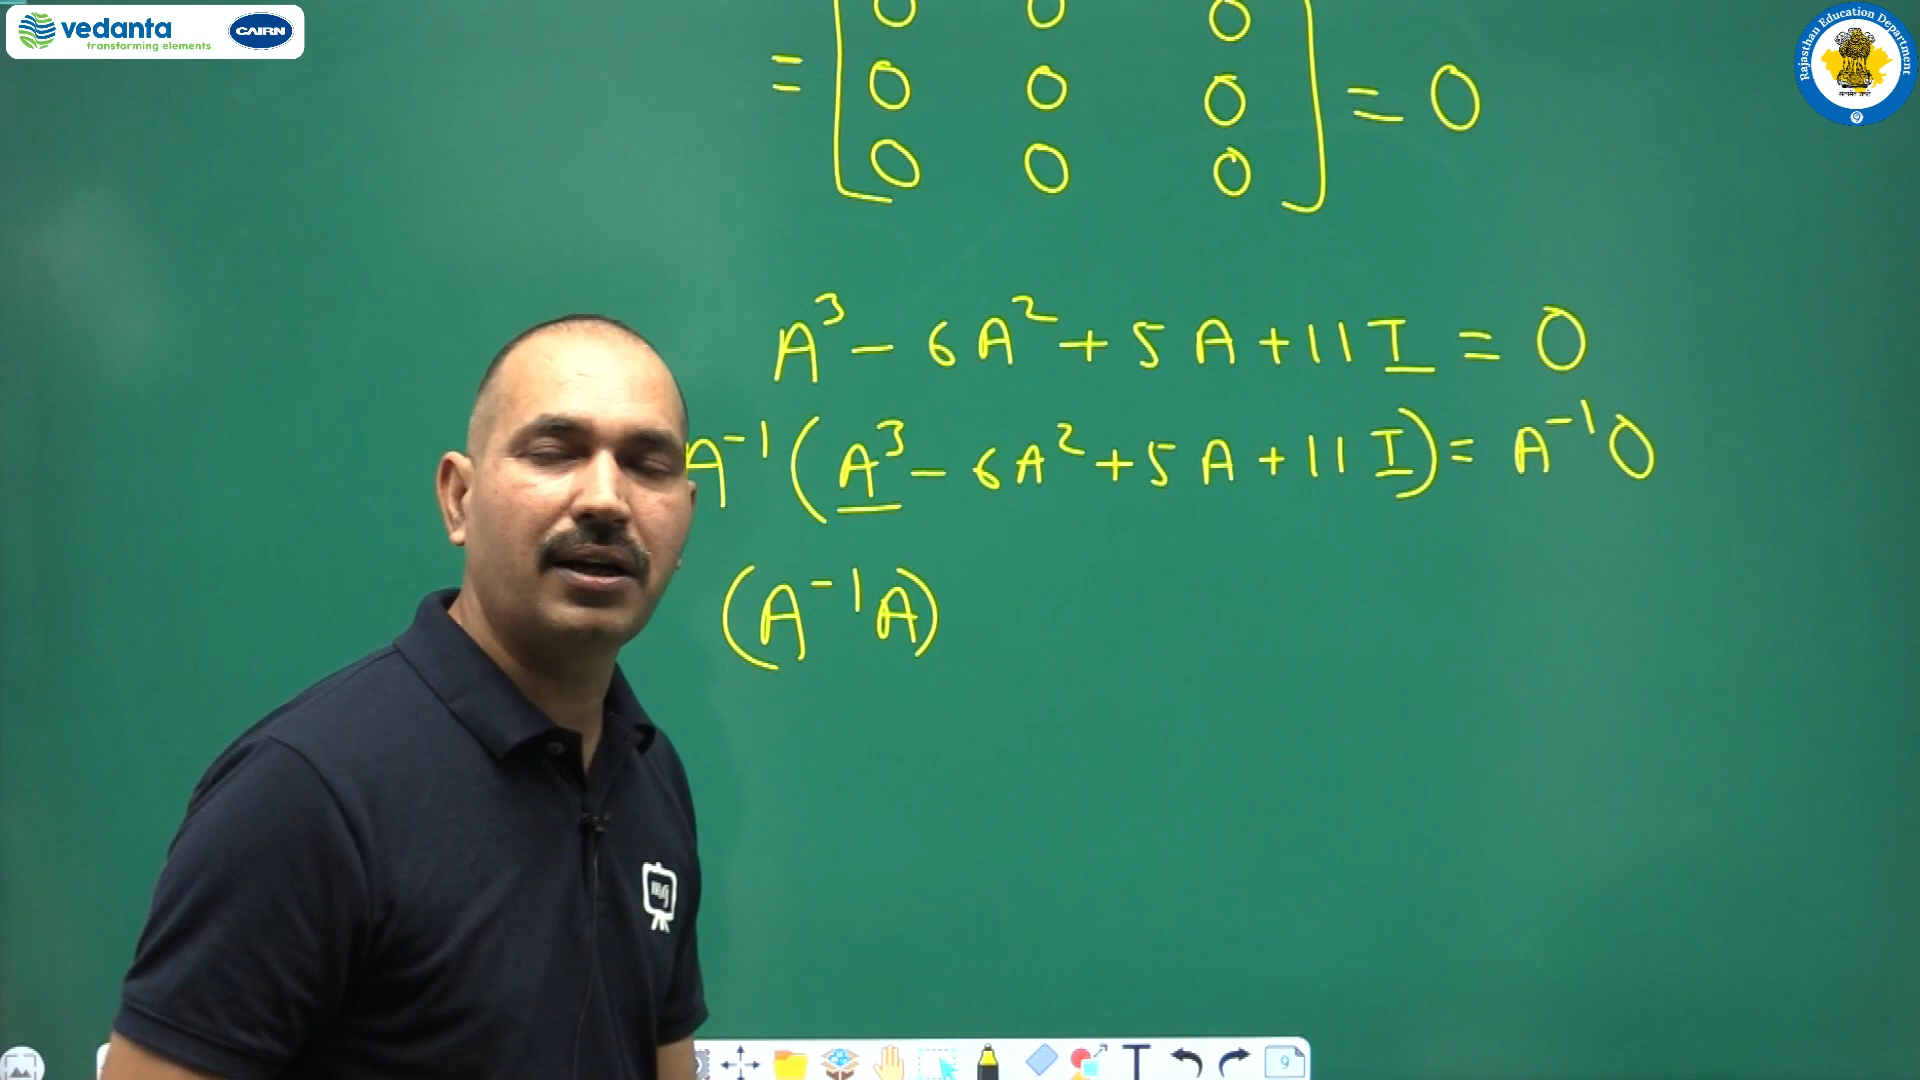 vedanta
transforming elements
CAIRN
Rajasthan Education Department
= [0 0 0
0 0 0
0 0 0] = 0
A³ - 6A² + 5A + 11I = 0
A⁻¹(A³ - 6A² + 5A + 11I) = A⁻¹0
(A⁻¹A)
T
9